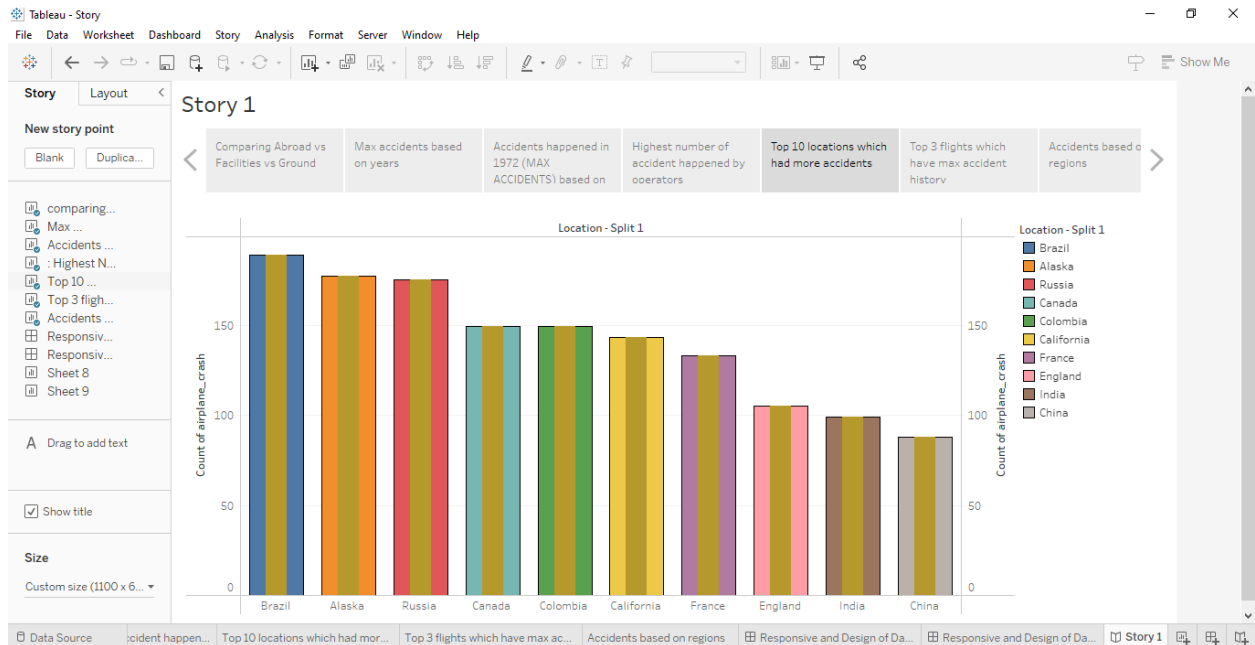 Tableau - Story
File Data Worksheet Dashboard Story Analysis Format Server Window Help
Show Me
Story Layout
New story point
Blank Duplica...
comparing...
Max ...
Accidents ...
: Highest N...
Top 10 ...
Top 3 fligh...
Accidents ...
Responsiv...
Responsiv...
Sheet 8
Sheet 9
A Drag to add text
Show title
Size
Custom size (1100 x 6...
Story 1
Comparing Abroad vs
Facilities vs Ground
Max accidents based
on years
Accidents happened in
1972 (MAX
ACCIDENTS) based on
Highest number of
accident happened by
operators
Top 10 locations which
had more accidents
Top 3 flights which
have max accident
history
Accidents based o
regions
Location - Split 1
Count of airplane_crash
150
100
50
0
Brazil Alaska Russia Canada Colombia California France England India China
150
100
50
0
Count of airplane_crash
Location - Split 1
Brazil
Alaska
Russia
Canada
Colombia
California
France
England
India
China
Data Source :cident happen... Top 10 locations which had mor... Top 3 flights which have max ac... Accidents based on regions Responsive and Design of Da... Responsive and Design of Da... Story 1